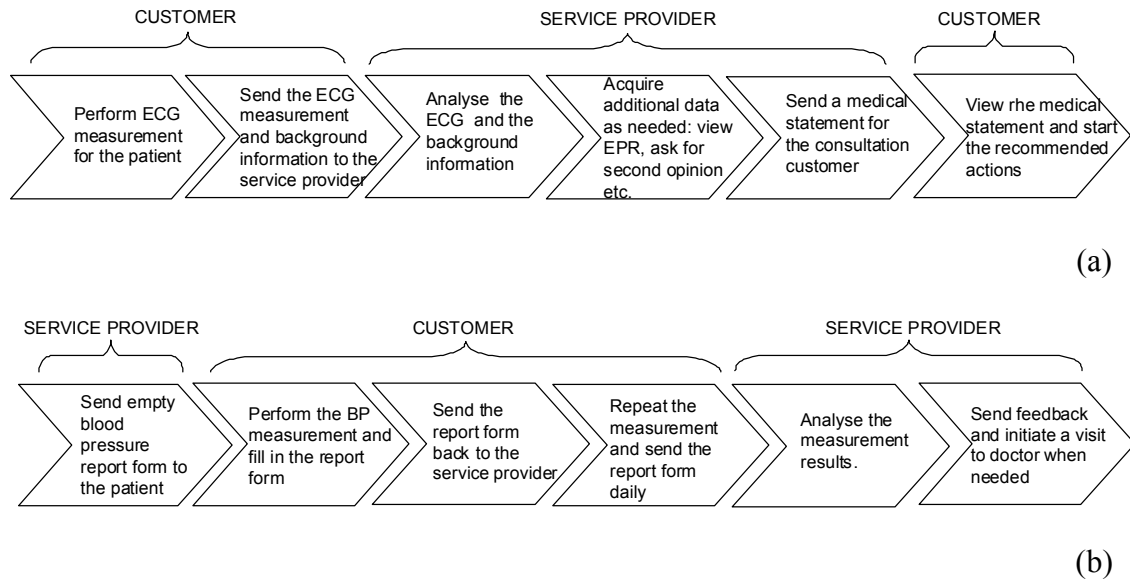 CUSTOMER
SERVICE PROVIDER
CUSTOMER
Perform ECG
measurement
for the patient
Send the ECG
measurement
and background
information to the
service provider
Analyse the
ECG and the
background
information
Acquire
additional data
as needed: view
EPR, ask for
second opinion
etc.
Send a medical
statement for
the consultation
customer
View rhe medical
statement and start
the recommended
actions
(a)
SERVICE PROVIDER
CUSTOMER
SERVICE PROVIDER
Send empty
blood
pressure
report form to
the patient
Perform the BP
measurement and
fill in the report
form
Send the
report form
back to the
service provider
Repeat the
measurement
and send the
report form
daily
Analyse the
measurement
results.
Send feedback
and initiate a visit
to doctor when
needed
(b)